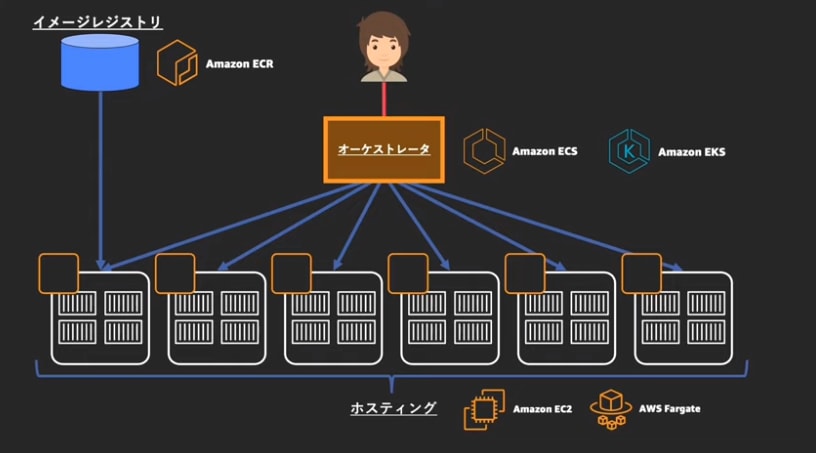 イメージレジストリ
Amazon ECR
オーケストレータ
Amazon ECS
Amazon EKS
K
ホスティング
Amazon EC2
AWS Fargate